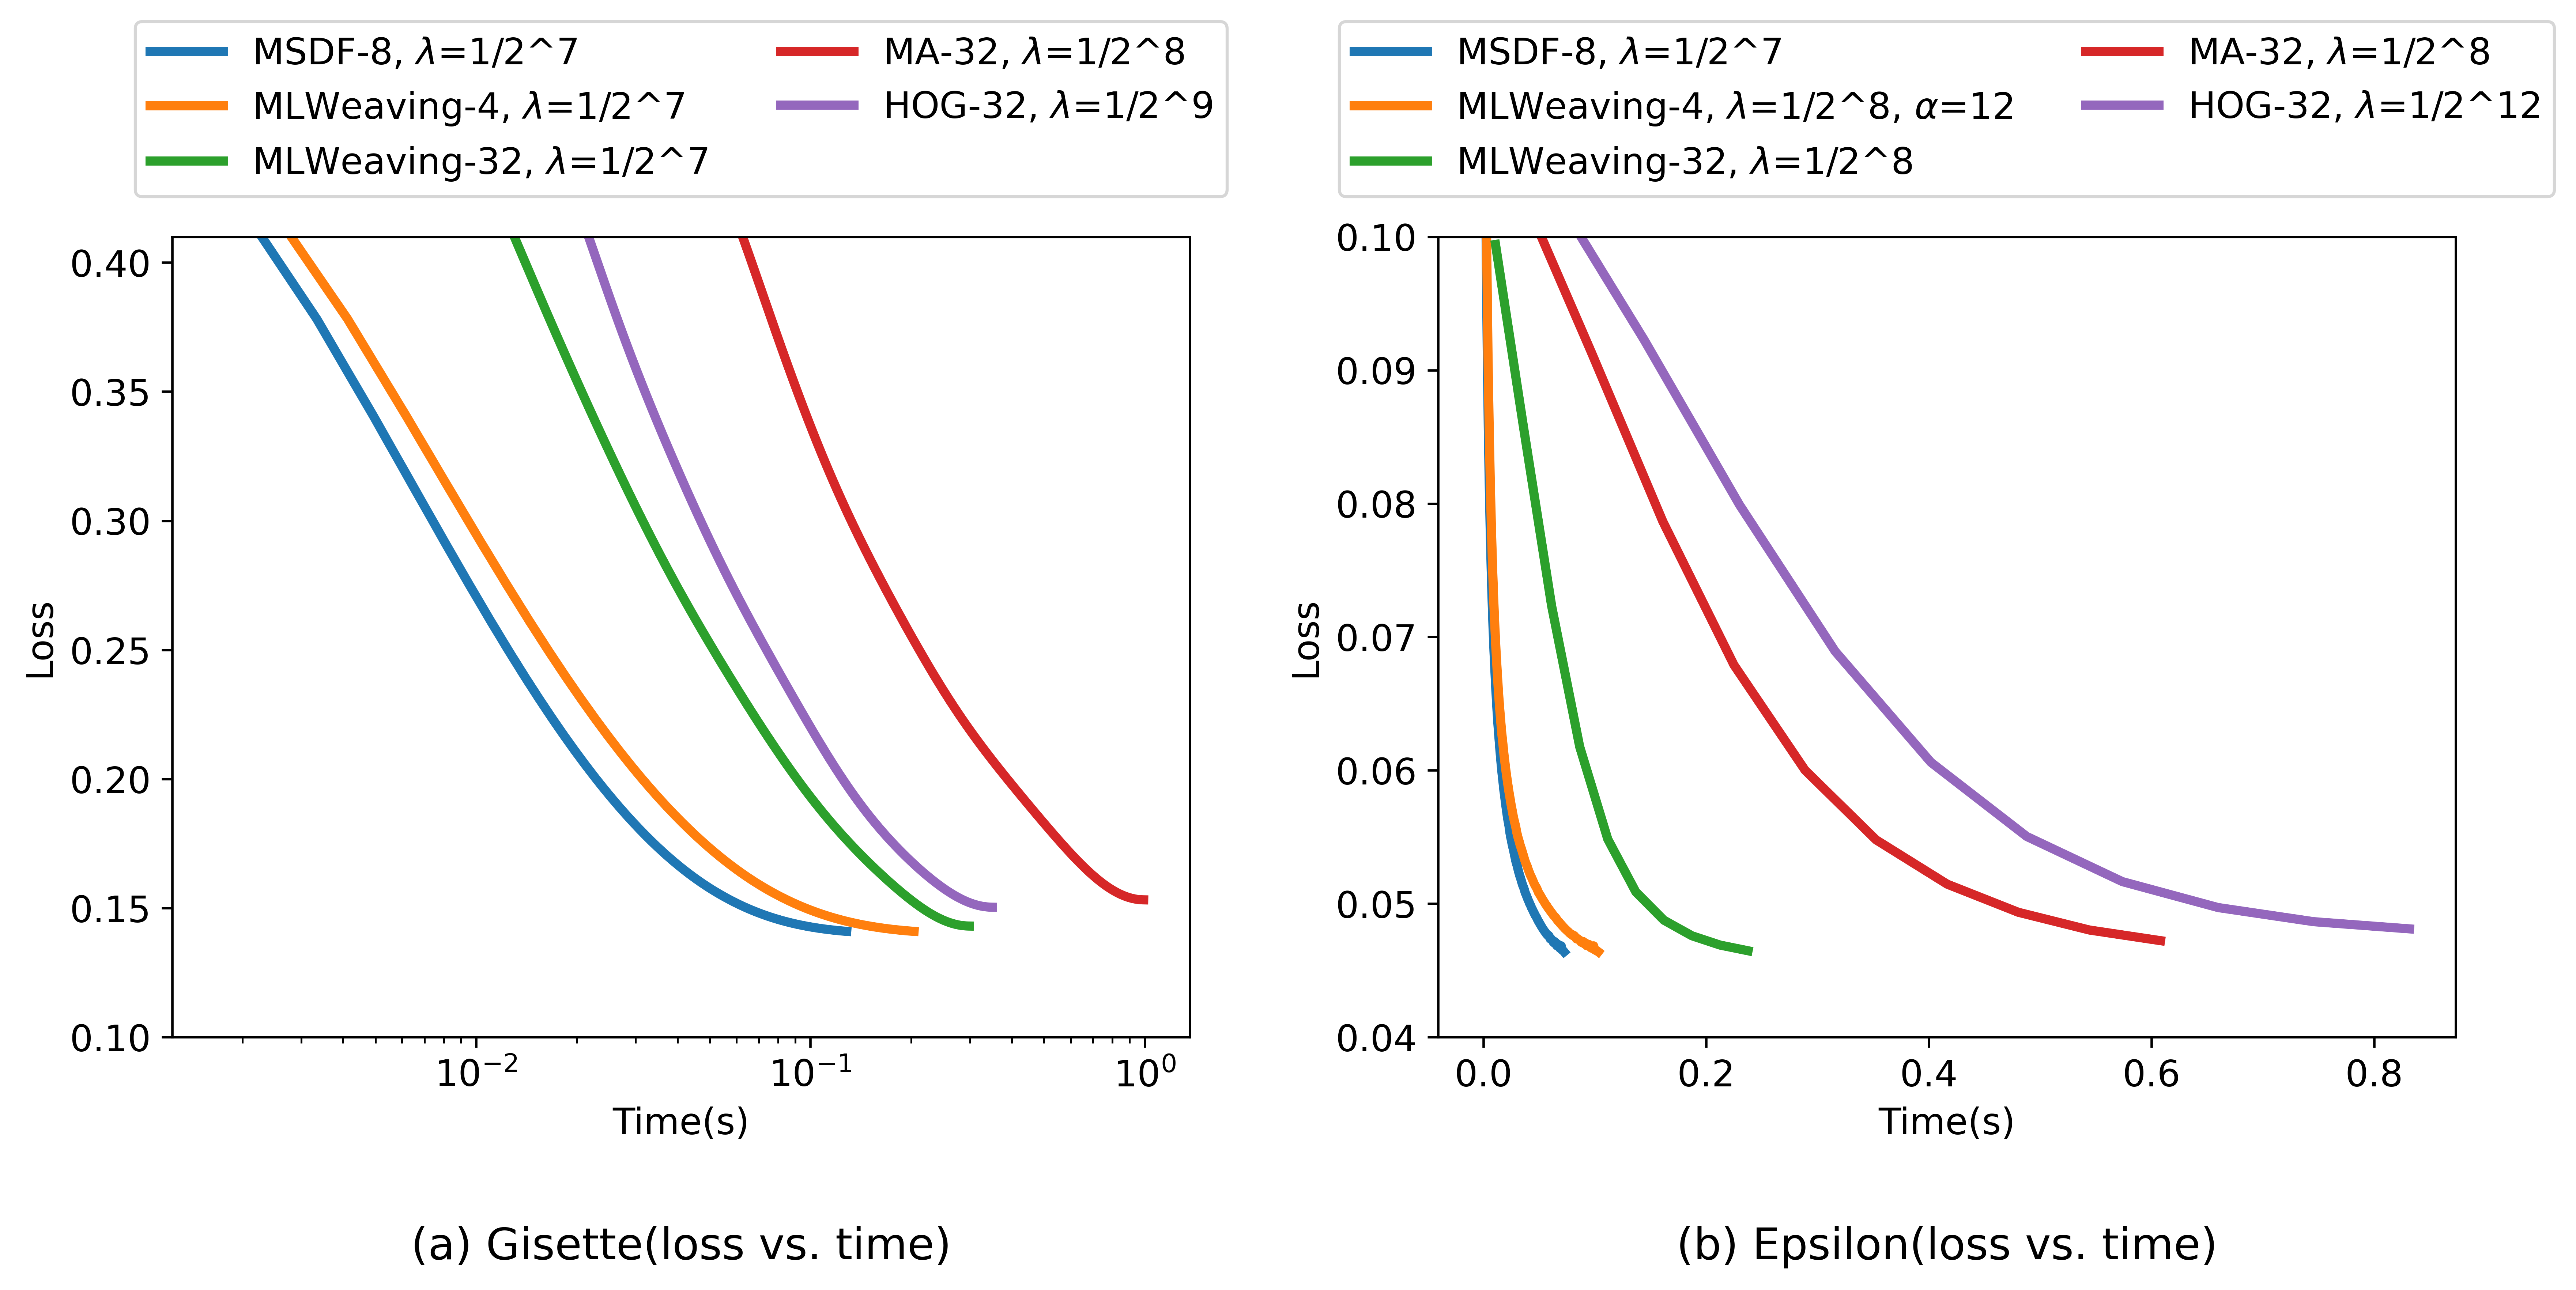 MSDF-8, λ=1/2^7
MLWeaving-4, λ=1/2^7
MLWeaving-32, λ=1/2^7
MA-32, λ=1/2^8
HOG-32, λ=1/2^9
0.40
0.35
0.30
0.25
0.20
0.15
0.10
Loss
10⁻²
10⁻¹
10⁰
Time(s)
(a) Gisette(loss vs. time)
MSDF-8, λ=1/2^7
MLWeaving-4, λ=1/2^8, α=12
MLWeaving-32, λ=1/2^8
MA-32, λ=1/2^8
HOG-32, λ=1/2^12
0.10
0.09
0.08
0.07
0.06
0.05
0.04
Loss
0.0
0.2
0.4
0.6
0.8
Time(s)
(b) Epsilon(loss vs. time)